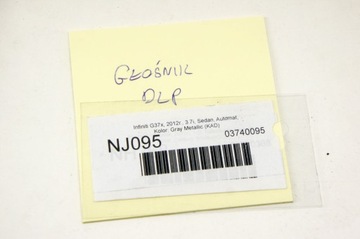 GŁOŚNIK
DLP
Infiniti G37x, 2012r., 3.7i, Sedan, Automat,
Kolor: Gray Metallic (KAD)
NJ095
03740095